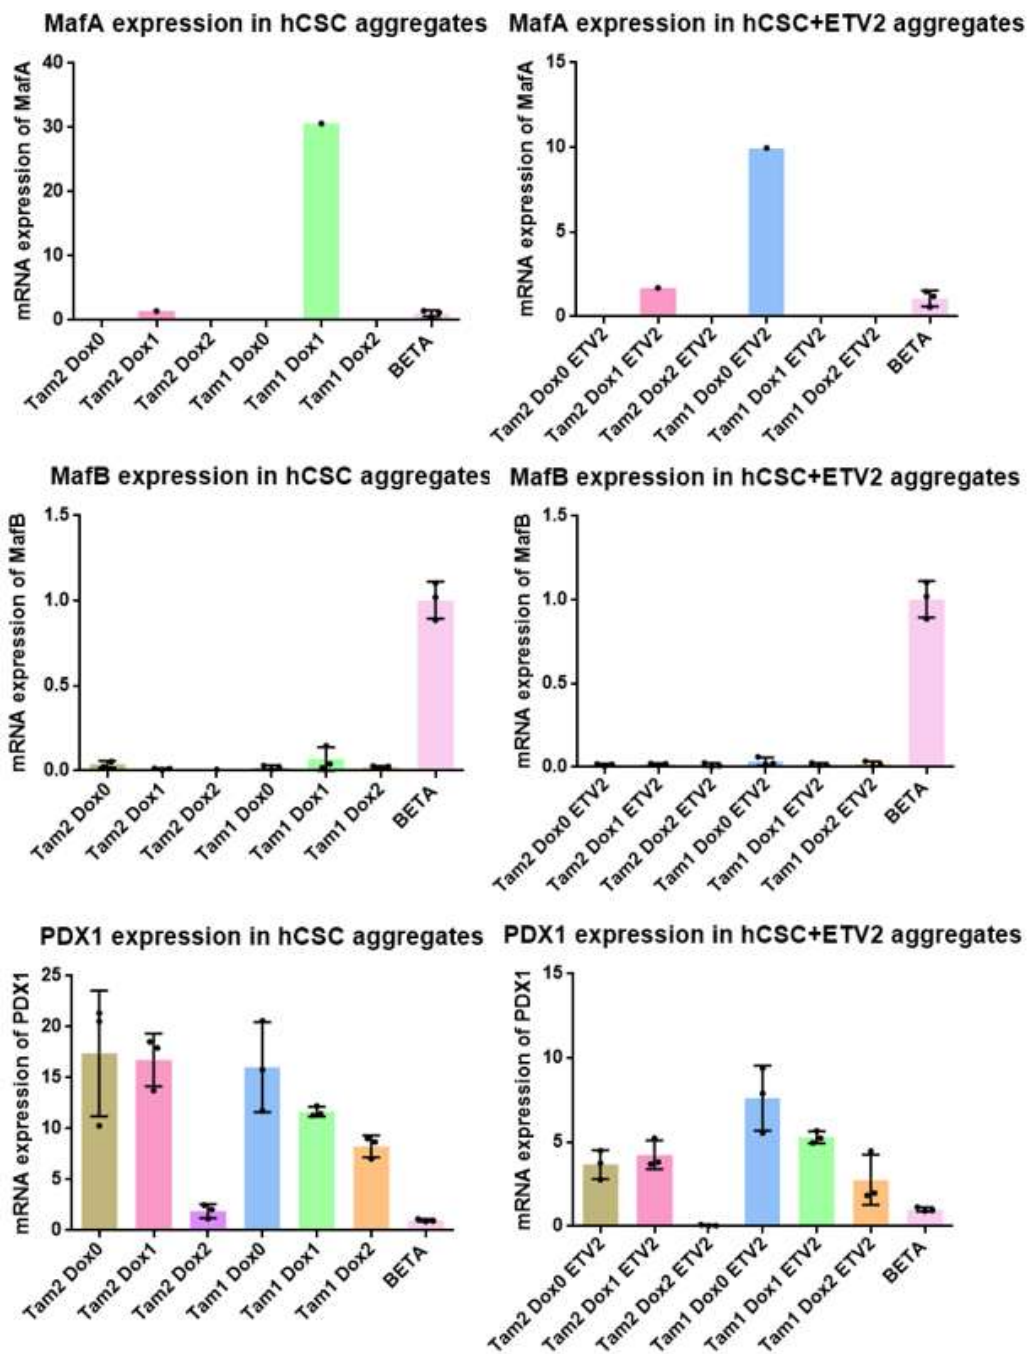 MafA expression in hCSC aggregates
mRNA expression of MafA
40
30
20
10
0
Tam2 Dox0
Tam2 Dox1
Tam2 Dox2
Tam1 Dox0
Tam1 Dox1
Tam1 Dox2
BETA
MafA expression in hCSC+ETV2 aggregates
mRNA expression of MafA
15
10
5
0
Tam2 Dox0 ETV2
Tam2 Dox1 ETV2
Tam2 Dox2 ETV2
Tam1 Dox0 ETV2
Tam1 Dox1 ETV2
Tam1 Dox2 ETV2
BETA
MafB expression in hCSC aggregates
mRNA expression of MafB
1.5
1.0
0.5
0.0
Tam2 Dox0
Tam2 Dox1
Tam2 Dox2
Tam1 Dox0
Tam1 Dox1
Tam1 Dox2
BETA
MafB expression in hCSC+ETV2 aggregates
mRNA expression of MafB
1.5
1.0
0.5
0.0
Tam2 Dox0 ETV2
Tam2 Dox1 ETV2
Tam2 Dox2 ETV2
Tam1 Dox0 ETV2
Tam1 Dox1 ETV2
Tam1 Dox2 ETV2
BETA
PDX1 expression in hCSC aggregates
mRNA expression of PDX1
25
20
15
10
5
0
Tam2 Dox0
Tam2 Dox1
Tam2 Dox2
Tam1 Dox0
Tam1 Dox1
Tam1 Dox2
BETA
PDX1 expression in hCSC+ETV2 aggregates
mRNA expression of PDX1
15
10
5
0
Tam2 Dox0 ETV2
Tam2 Dox1 ETV2
Tam2 Dox2 ETV2
Tam1 Dox0 ETV2
Tam1 Dox1 ETV2
Tam1 Dox2 ETV2
BETA